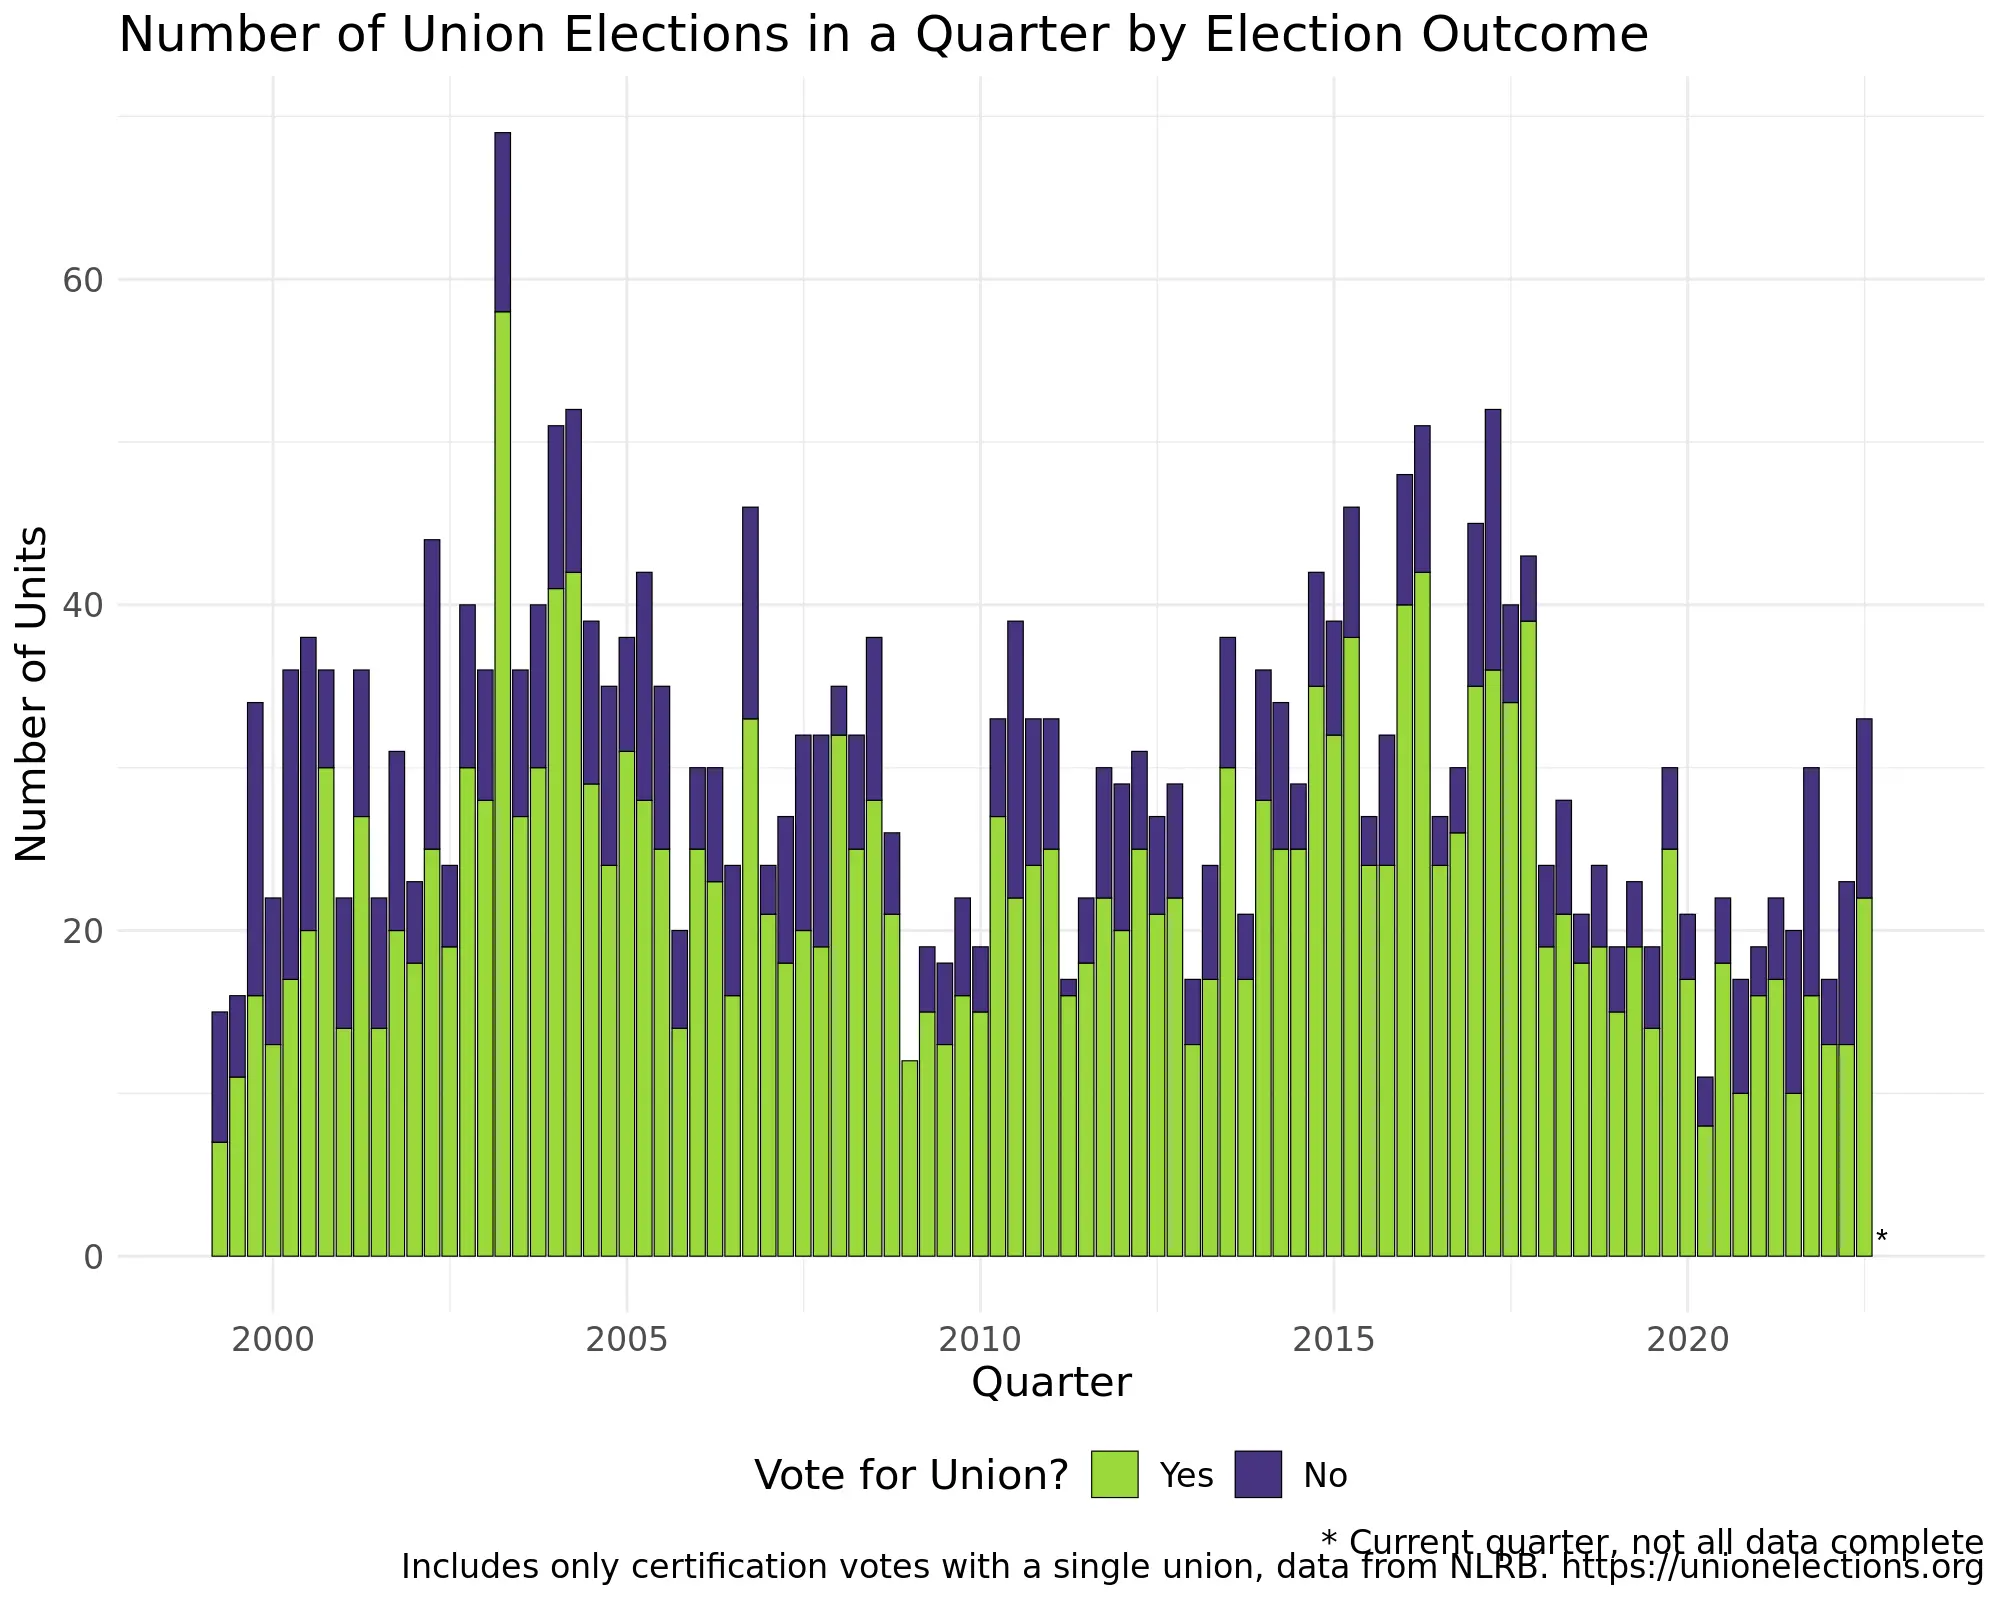 Number of Union Elections in a Quarter by Election Outcome
Number of Units
60
40
20
0
*
2000 2005 2010 2015 2020
Quarter
Vote for Union? Yes No
* Current quarter, not all data complete
Includes only certification votes with a single union, data from NLRB. https://unionelections.org